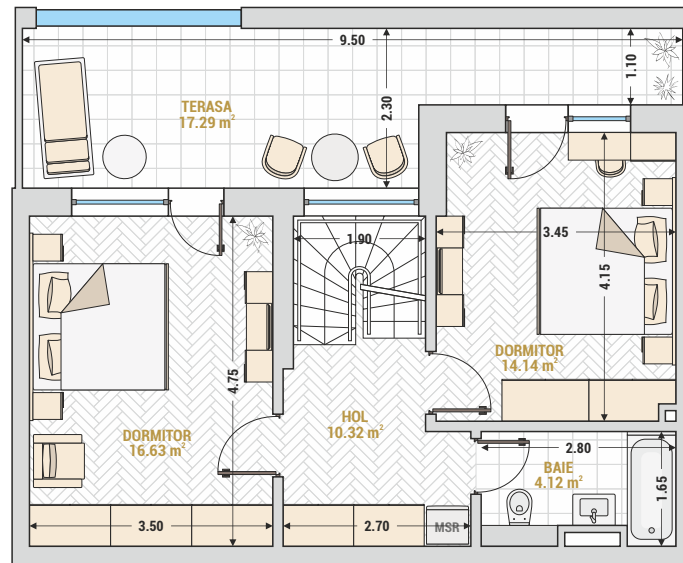 9.50
1.10
TERASA
17.29 m²
2.30
1.90
3.45
4.15
DORMITOR
14.14 m²
4.75
HOL
10.32 m²
DORMITOR
16.63 m²
2.80
BAIE
4.12 m²
1.65
3.50
2.70
MSR